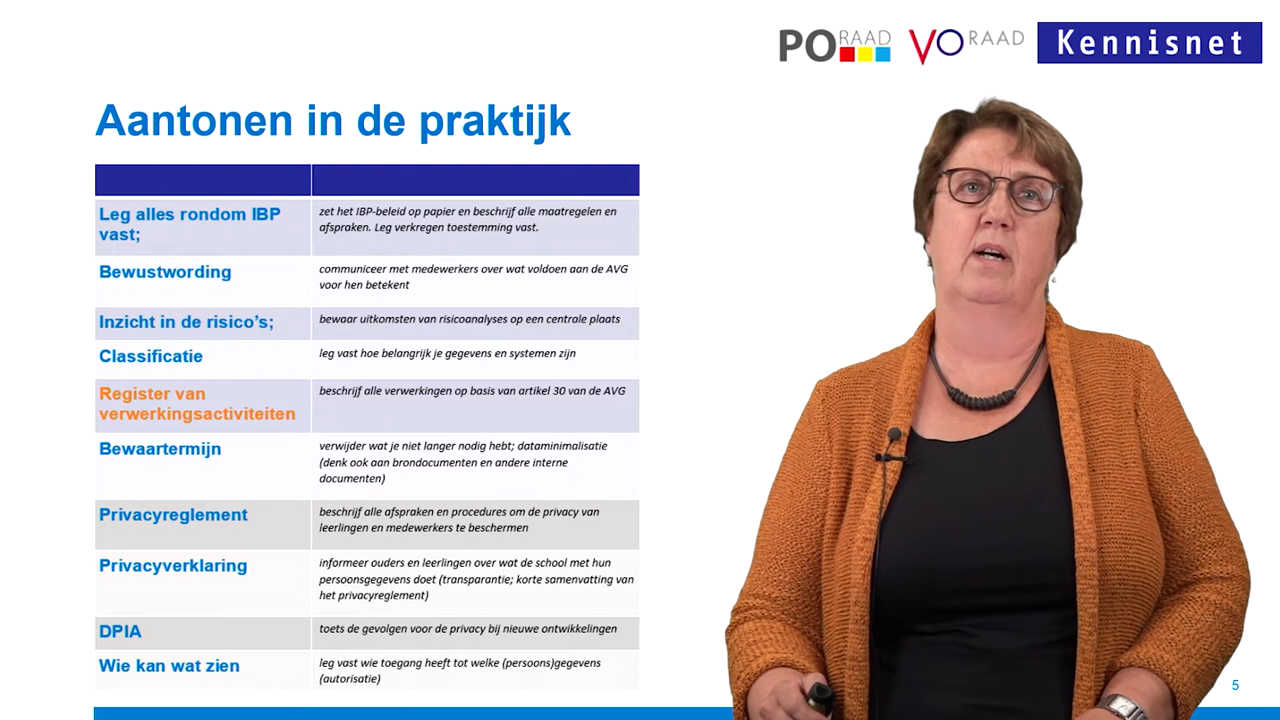 PO RAAD
VO RAAD
Kennisnet
Aantonen in de praktijk
Leg alles rondom IBP
vast;
zet het IBP-beleid op papier en beschrijf alle maatregelen en
afspraken. Leg verkregen toestemming vast.
Bewustwording
communiceer met medewerkers over wat voldoen aan de AVG
voor hen betekent
Inzicht in de risico's;
bewaar uitkomsten van risicoanalyses op een centrale plaats
Classificatie
leg vast hoe belangrijk je gegevens en systemen zijn
Register van
verwerkingsactiviteiten
beschrijf alle verwerkingen op basis van artikel 30 van de AVG
Bewaartermijn
verwijder wat je niet langer nodig hebt; dataminimalisatie
(denk ook aan brondocumenten en andere interne
documenten)
Privacyreglement
beschrijf alle afspraken en procedures om de privacy van
leerlingen en medewerkers te beschermen
Privacyverklaring
informeer ouders en leerlingen over wat de school met hun
persoonsgegevens doet (transparantie; korte samenvatting van
het privacyreglement)
DPIA
toets de gevolgen voor de privacy bij nieuwe ontwikkelingen
Wie kan wat zien
leg vast wie toegang heeft tot welke (persoons)gegevens
(autorisatie)
5